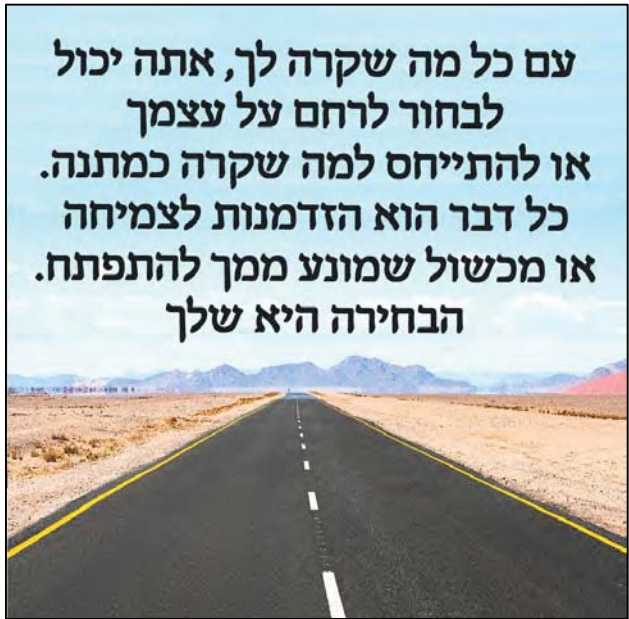 עם כל מה שקרה לך, אתה יכול
לבחור לרחם על עצמך
או להתייחס למה שקרה כמתנה.
כל דבר הוא הזדמנות לצמיחה
או מכשול שמונע ממך להתפתח.
הבחירה היא שלך